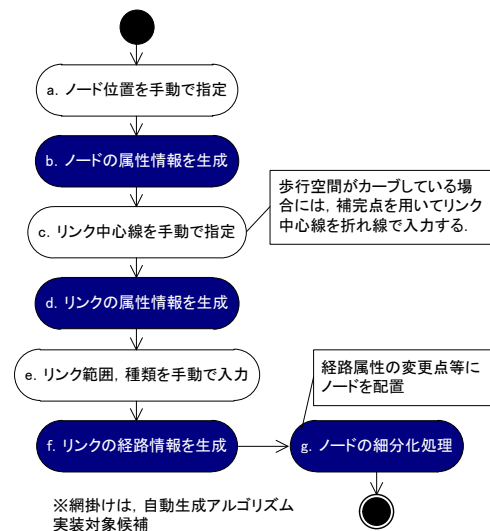 a. ノード位置を手動で指定
b. ノードの属性情報を生成
歩行空間がカーブしている場
合には, 補完点を用いてリンク
中心線を折れ線で入力する.
c. リンク中心線を手動で指定
d. リンクの属性情報を生成
e. リンク範囲, 種類を手動で入力
経路属性の変更点等に
ノードを配置
f. リンクの経路情報を生成
g. ノードの細分化処理
※網掛けは, 自動生成アルゴリズム
実装対象候補